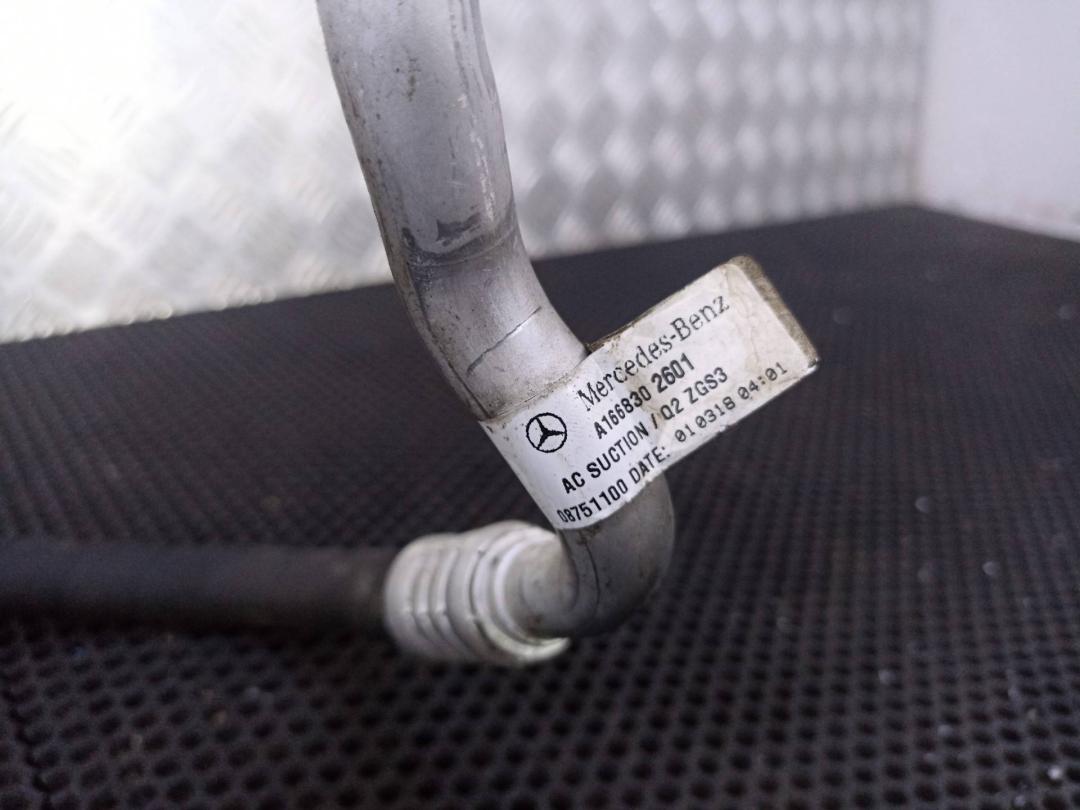 Mercedes-Benz
A166830 2601
AC SUCTION / Q2 ZGS3
08751100 DATE: 010318 04:01